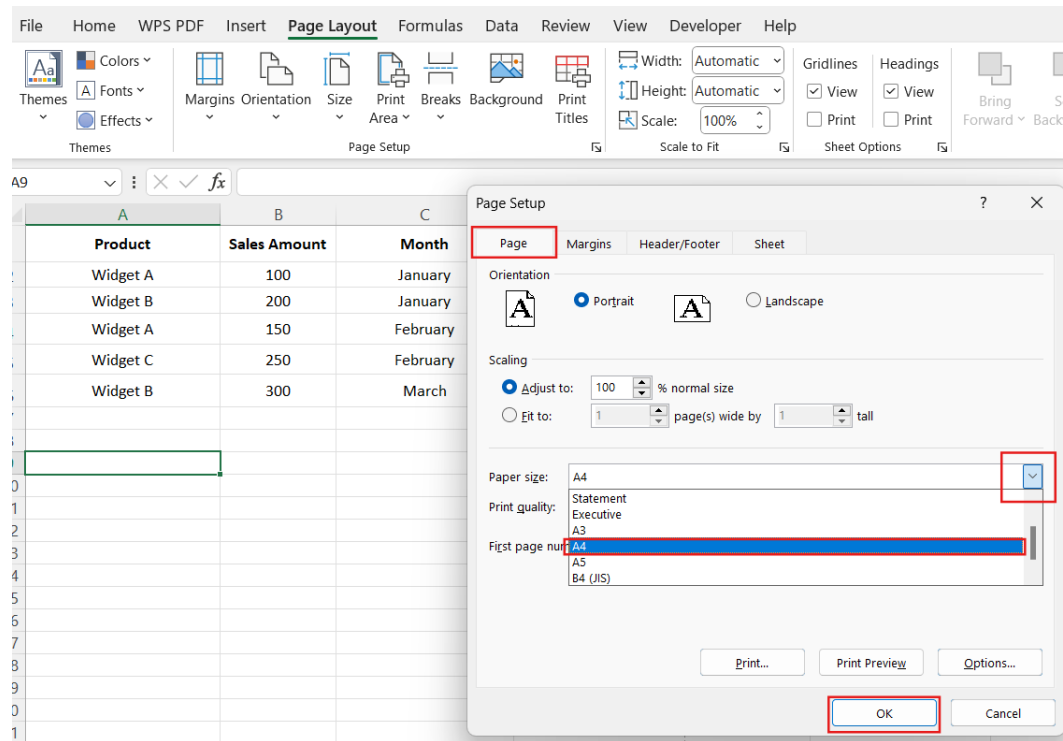 File Home WPS PDF Insert Page Layout Formulas Data Review View Developer Help
Aa Colors
A Fonts
Effects
Themes
Margins Orientation Size Print Area Breaks Background Print Titles
Width: Automatic
Height: Automatic
Scale: 100%
Gridlines Headings
View View
Print Print
Bring Forward
Themes Page Setup Scale to Fit Sheet Options
A9 fx
A B C
Product Sales Amount Month
Widget A 100 January
Widget B 200 January
Widget A 150 February
Widget C 250 February
Widget B 300 March
Page Setup ?
Page Margins Header/Footer Sheet
Orientation
A Portrait A Landscape
Scaling
Adjust to: 100 % normal size
Fit to: 1 page(s) wide by 1 tall
Paper size: A4
Statement
Print quality:
Executive
A3
First page num A4
A5
B4 (JIS)
Print... Print Preview Options...
OK Cancel